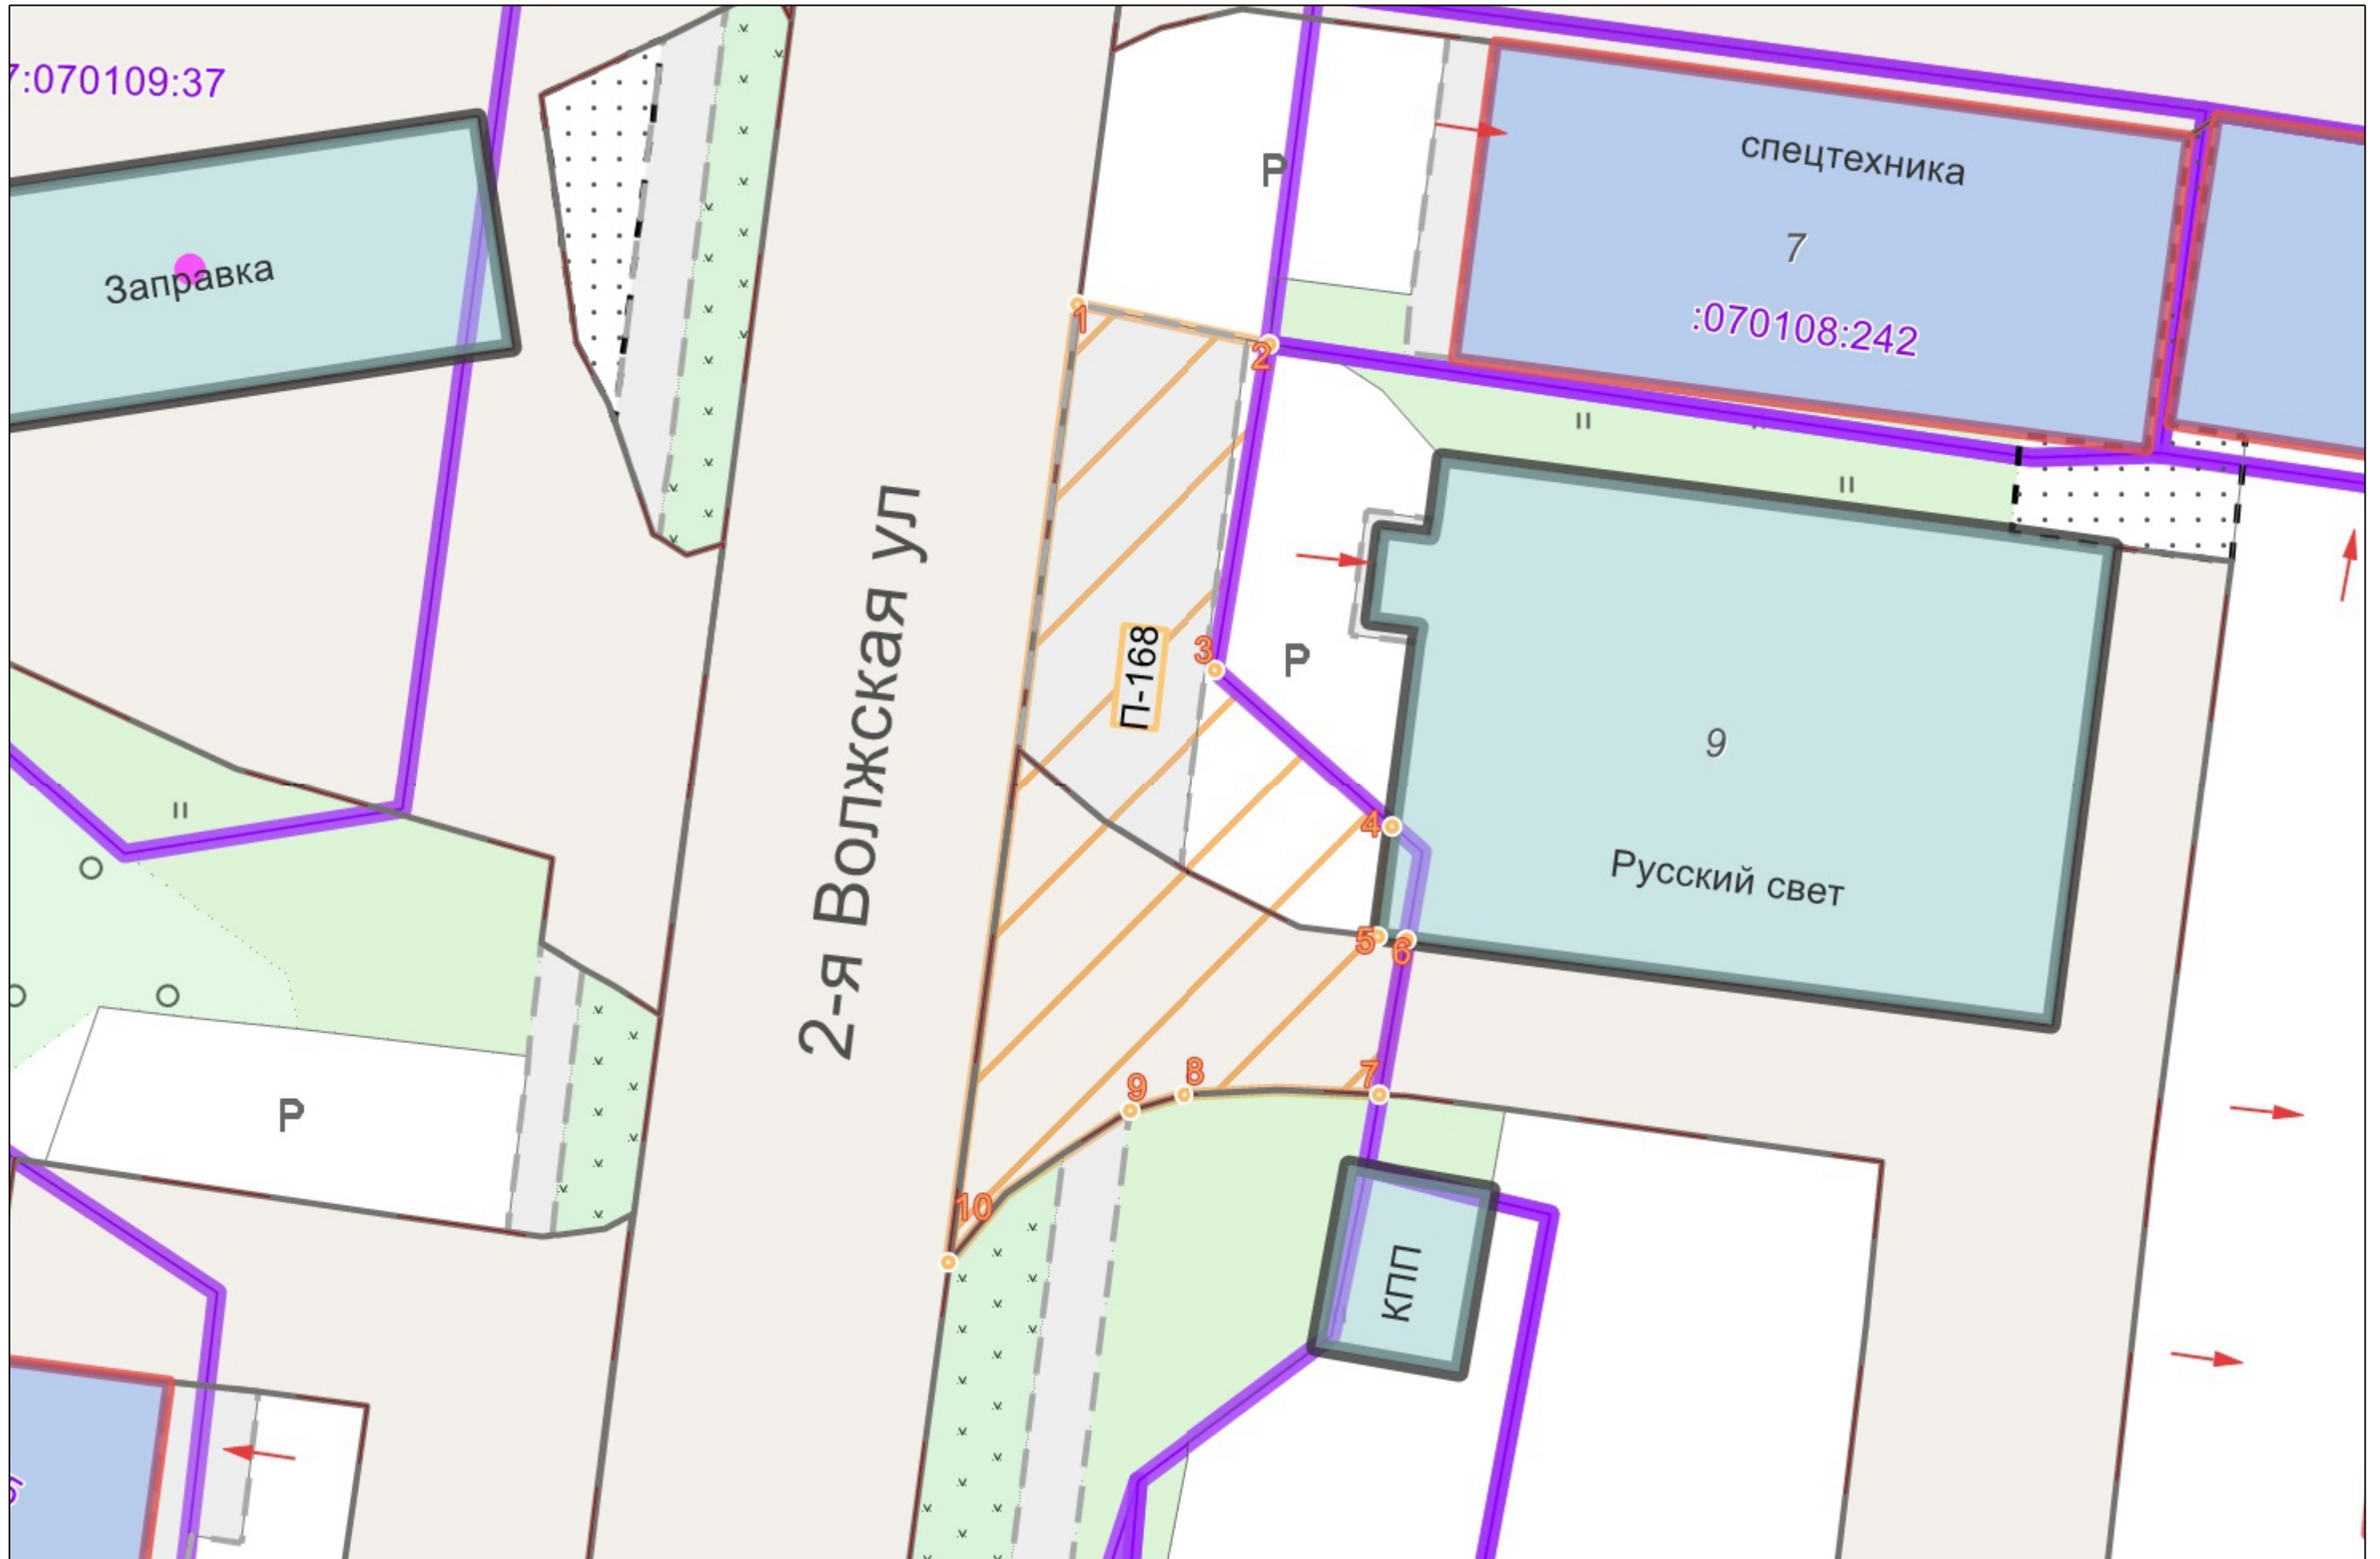 7:070109:37
Заправка
P
спецтехника
7
:070108:242
1
2
2-я Волжская ул
П-168
3
P
9
4
Русский свет
5
6
7
8
9
10
P
КПП